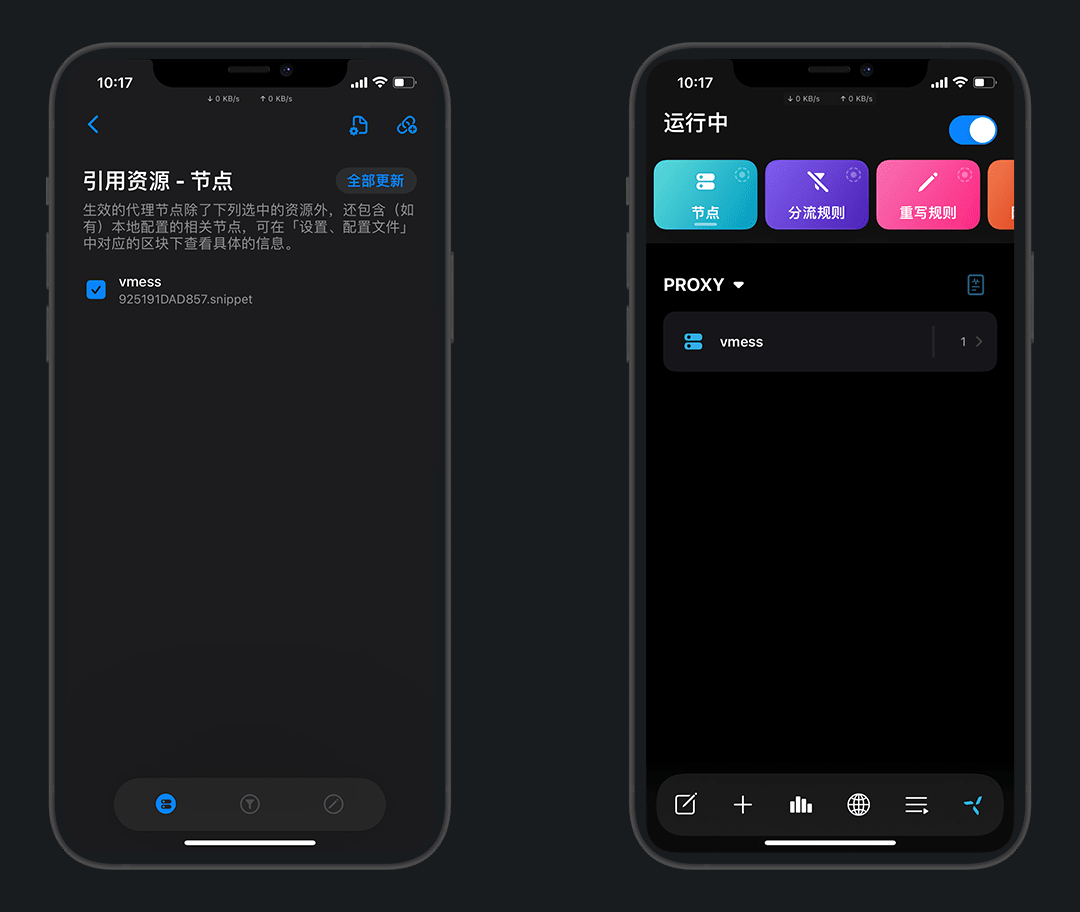 10:17
↓ 0 KB/s ↑ 0 KB/s
引用资源 - 节点
全部更新
生效的代理节点除了下列选中的资源外，还包含（如
有）本地配置的相关节点，可在「设置、配置文件」
中对应的区块下查看具体的信息。
vmess
925191DAD857.snippet
10:17
↓ 0 KB/s ↑ 0 KB/s
运行中
节点
分流规则
重写规则
PROXY
vmess
1